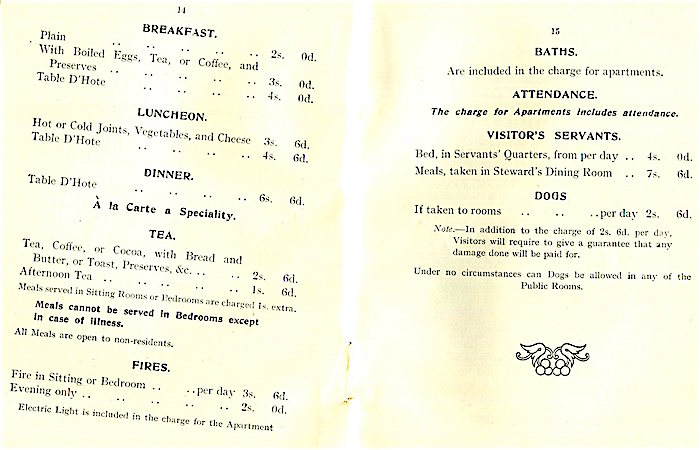 14
BREAKFAST.
Plain .. .. .. .. .. 2s. 0d.
With Boiled Eggs, Tea, or Coffee, and
Preserves .. .. .. .. .. 3s. 0d.
Table D'Hote .. .. .. .. 4s. 0d.
LUNCHEON.
Hot or Cold Joints, Vegetables, and Cheese 3s. 6d.
Table D'Hote .. .. .. .. 4s. 6d.
DINNER.
Table D'Hote .. .. .. .. 6s. 6d.
À la Carte a Speciality.
TEA.
Tea, Coffee, or Cocoa, with Bread and
Butter, or Toast, Preserves, &c. .. .. 2s. 6d.
Afternoon Tea .. .. .. .. 1s. 6d.
Meals served in Sitting Rooms or Bedrooms are charged 1s. extra.
Meals cannot be served in Bedrooms except
in case of illness.
All Meals are open to non-residents.
FIRES.
Fire in Sitting or Bedroom .. .. per day 3s. 6d.
Evening only .. .. .. .. .. 2s. 0d.
Electric Light is included in the charge for the Apartment
15
BATHS.
Are included in the charge for apartments.
ATTENDANCE.
The charge for Apartments includes attendance.
VISITOR'S SERVANTS.
Bed, in Servants' Quarters, from per day .. 4s. 0d.
Meals, taken in Steward's Dining Room .. 7s. 6d.
DOGS
If taken to rooms .. .. ..per day 2s. 6d.
Note.—In addition to the charge of 2s. 6d. per day,
Visitors will require to give a guarantee that any
damage done will be paid for.
Under no circumstances can Dogs be allowed in any of the
Public Rooms.